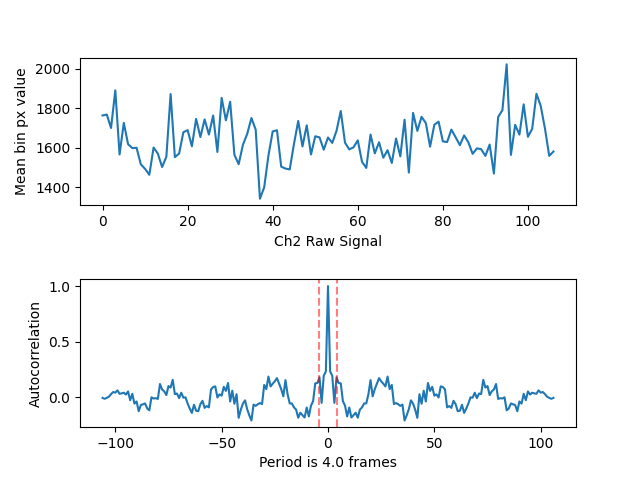 2000
1800
1600
1400
Mean bin px value
0 20 40 60 80 100
Ch2 Raw Signal
1.0
0.5
0.0
Autocorrelation
−100 −50 0 50 100
Period is 4.0 frames